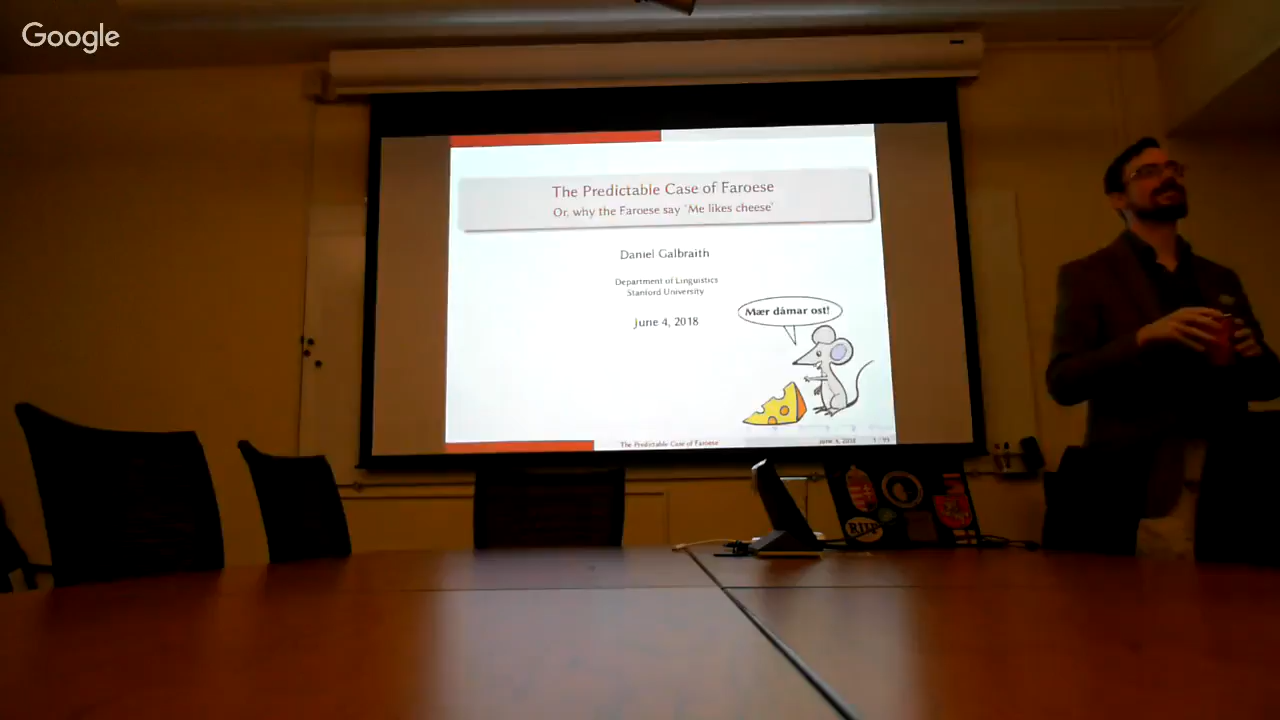 Google
The Predictable Case of Faroese
Or, why the Faroese say 'Me likes cheese'
Daniel Galbraith
Department of Linguistics
Stanford University
June 4, 2018
Mær dámar ost!
The Predictable Case of Faroese
June 4, 2018